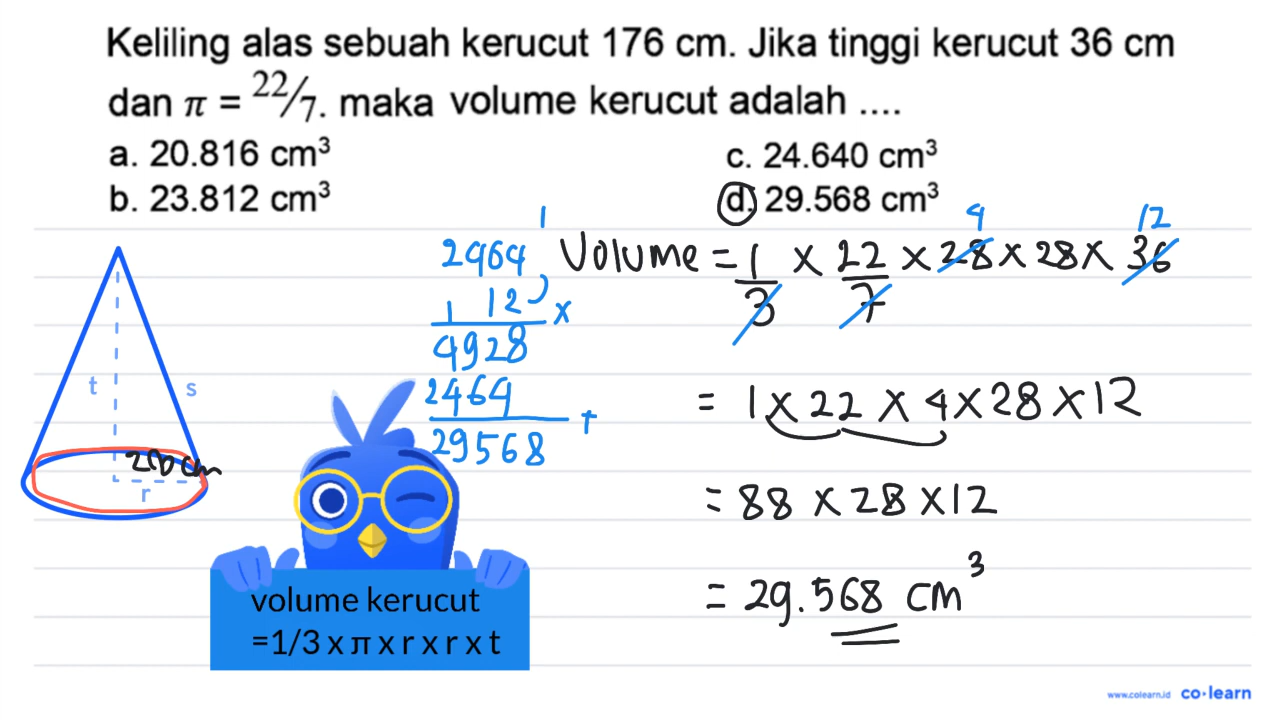 Keliling alas sebuah kerucut 176 cm. Jika tinggi kerucut 36 cm
dan π = 22/7. maka volume kerucut adalah ....
a. 20.816 cm³
c. 24.640 cm³
b. 23.812 cm³
d. 29.568 cm³
1
2464
12 x
1
4928
2464
+
29568
4 12
Volume = 1/3 x 22/7 x 28 x 28 x 36
= 1 x 22 x 4 x 28 x 12
= 88 x 28 x 12
= 29.568 cm³
t
s
cm
r
volume kerucut
=1/3 x π x r x r x t
www.colearn.id co·learn